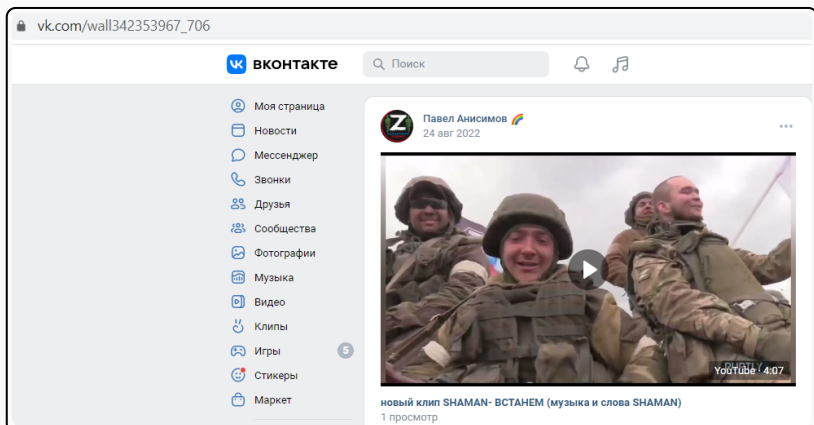 vk.com/wall342353967_706
вконтакте
Поиск
Моя страница
Новости
Мессенджер
Звонки
Друзья
Сообщества
Фотографии
Музыка
Видео
Клипы
Игры
5
Стикеры
Маркет
Павел Анисимов
24 авг 2022
Z
RUPTLY
YouTube · 4:07
новый клип SHAMAN- ВСТАНЕМ (музыка и слова SHAMAN)
1 просмотр